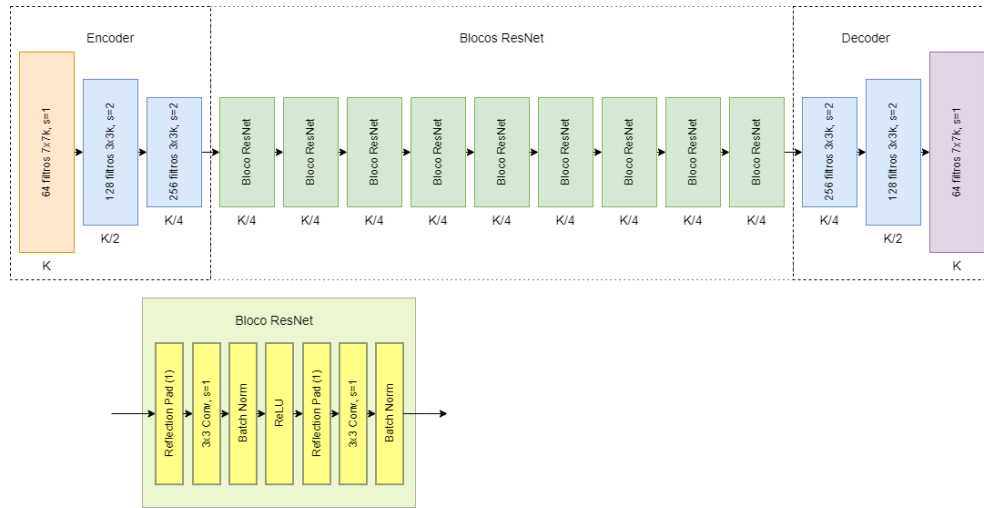 Encoder
Blocos ResNet
Decoder
64 filtros 7x7k, s=1
128 filtros 3x3k, s=2
256 filtros 3x3k, s=2
Bloco ResNet
Bloco ResNet
Bloco ResNet
Bloco ResNet
Bloco ResNet
Bloco ResNet
Bloco ResNet
Bloco ResNet
Bloco ResNet
256 filtros 3x3k, s=2
128 filtros 3x3k, s=2
64 filtros 7x7k, s=1
K
K/2
K/4
K/4
K/4
K/4
K/4
K/4
K/4
K/4
K/4
K/4
K/4
K/2
K
Bloco ResNet
Reflection Pad (1)
3x3 Conv, s=1
Batch Norm
ReLU
Reflection Pad (1)
3x3 Conv, s=1
Batch Norm